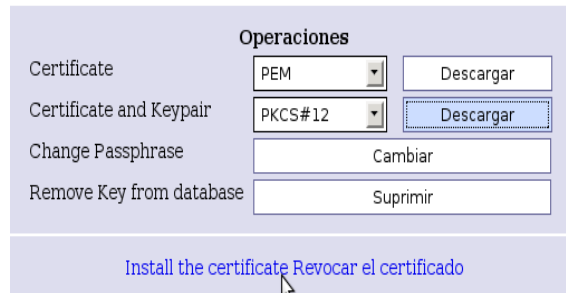 Operaciones
Certificate PEM Descargar
Certificate and Keypair PKCS#12 Descargar
Change Passphrase Cambiar
Remove Key from database Suprimir
Install the certificate Revocar el certificado